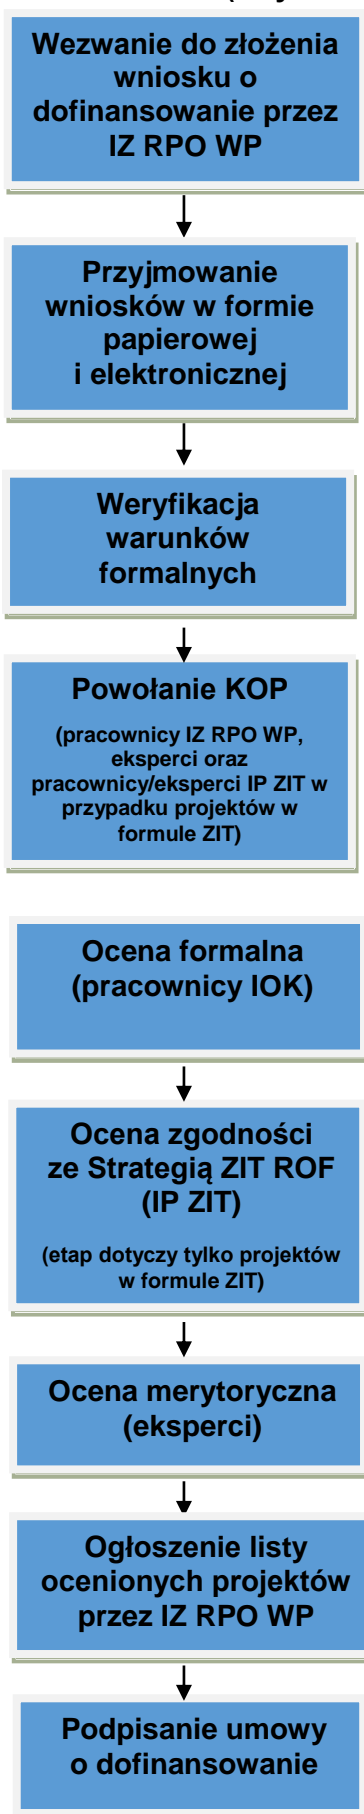 Wezwanie do złożenia
wniosku o
dofinansowanie przez
IZ RPO WP
Przyjmowanie
wniosków w formie
papierowej
i elektronicznej
Weryfikacja
warunków
formalnych
Powołanie KOP
(pracownicy IZ RPO WP,
eksperci oraz
pracownicy/eksperci IP ZIT w
przypadku projektów w
formule ZIT)
Ocena formalna
(pracownicy IOK)
Ocena zgodności
ze Strategią ZIT ROF
(IP ZIT)
(etap dotyczy tylko projektów
w formule ZIT)
Ocena merytoryczna
(eksperci)
Ogłoszenie listy
ocenionych projektów
przez IZ RPO WP
Podpisanie umowy
o dofinansowanie